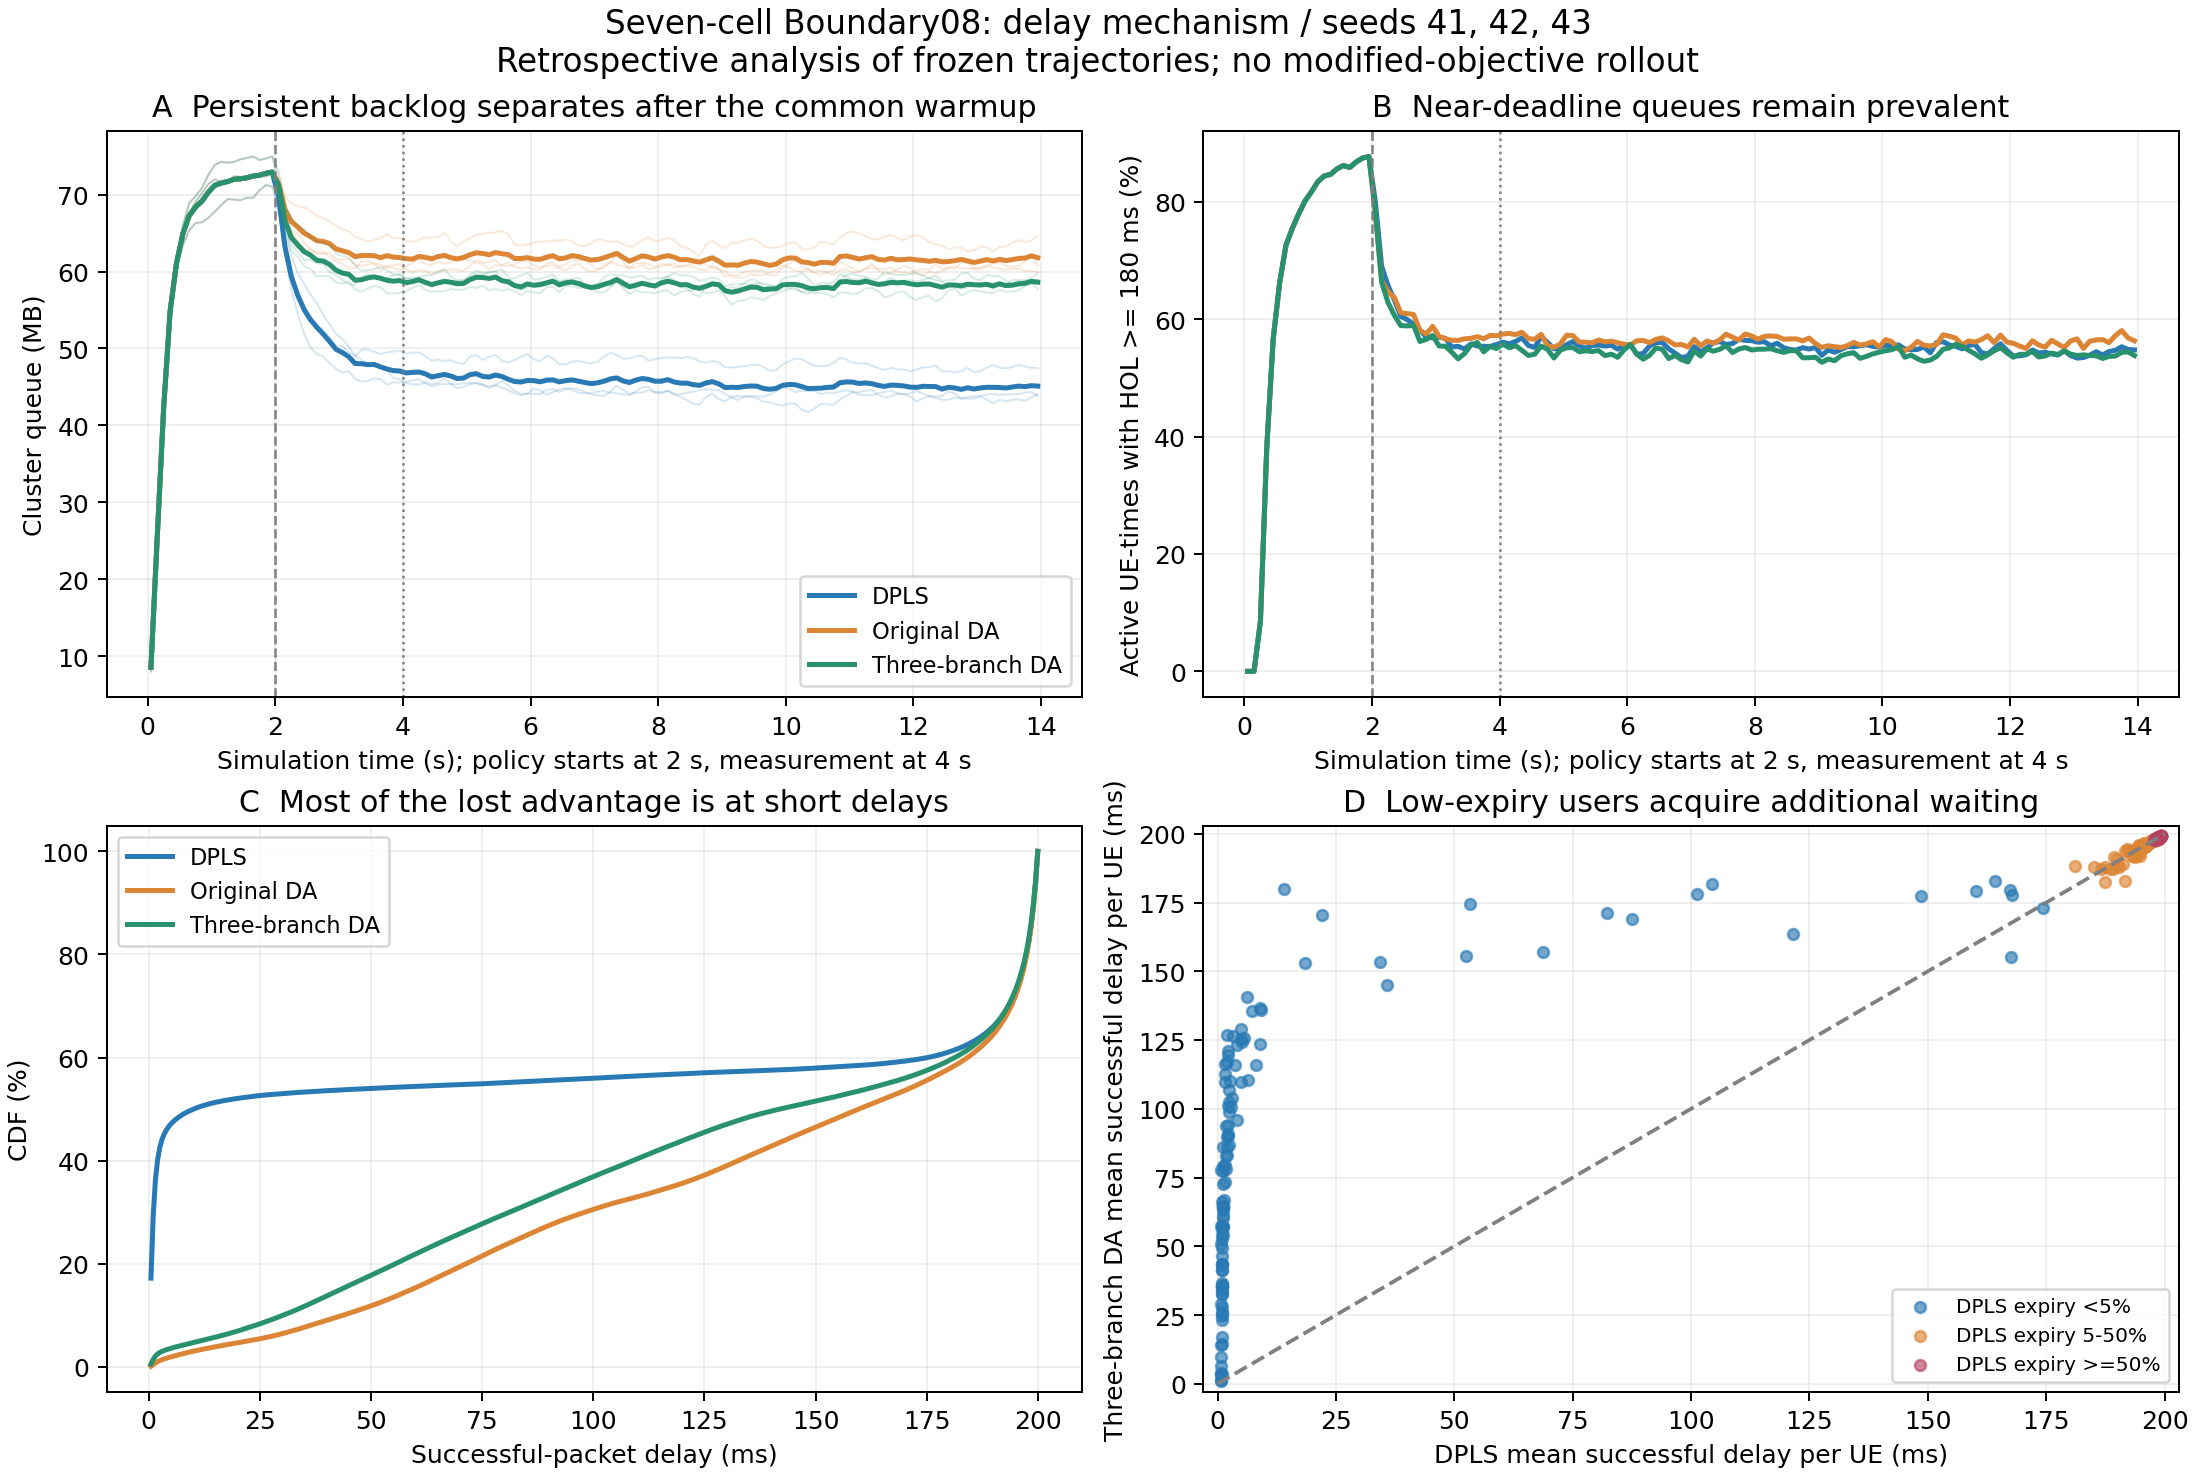 Seven-cell Boundary08: delay mechanism / seeds 41, 42, 43
Retrospective analysis of frozen trajectories; no modified-objective rollout
A  Persistent backlog separates after the common warmup
Cluster queue (MB)
70
60
50
40
30
20
10
0 2 4 6 8 10 12 14
DPLS
Original DA
Three-branch DA
Simulation time (s); policy starts at 2 s, measurement at 4 s
B  Near-deadline queues remain prevalent
Active UE-times with HOL >= 180 ms (%)
80
60
40
20
0
0 2 4 6 8 10 12 14
Simulation time (s); policy starts at 2 s, measurement at 4 s
C  Most of the lost advantage is at short delays
CDF (%)
100
80
60
40
20
0
DPLS
Original DA
Three-branch DA
0 25 50 75 100 125 150 175 200
Successful-packet delay (ms)
D  Low-expiry users acquire additional waiting
Three-branch DA mean successful delay per UE (ms)
200
175
150
125
100
75
50
25
0
DPLS expiry <5%
DPLS expiry 5-50%
DPLS expiry >=50%
0 25 50 75 100 125 150 175 200
DPLS mean successful delay per UE (ms)